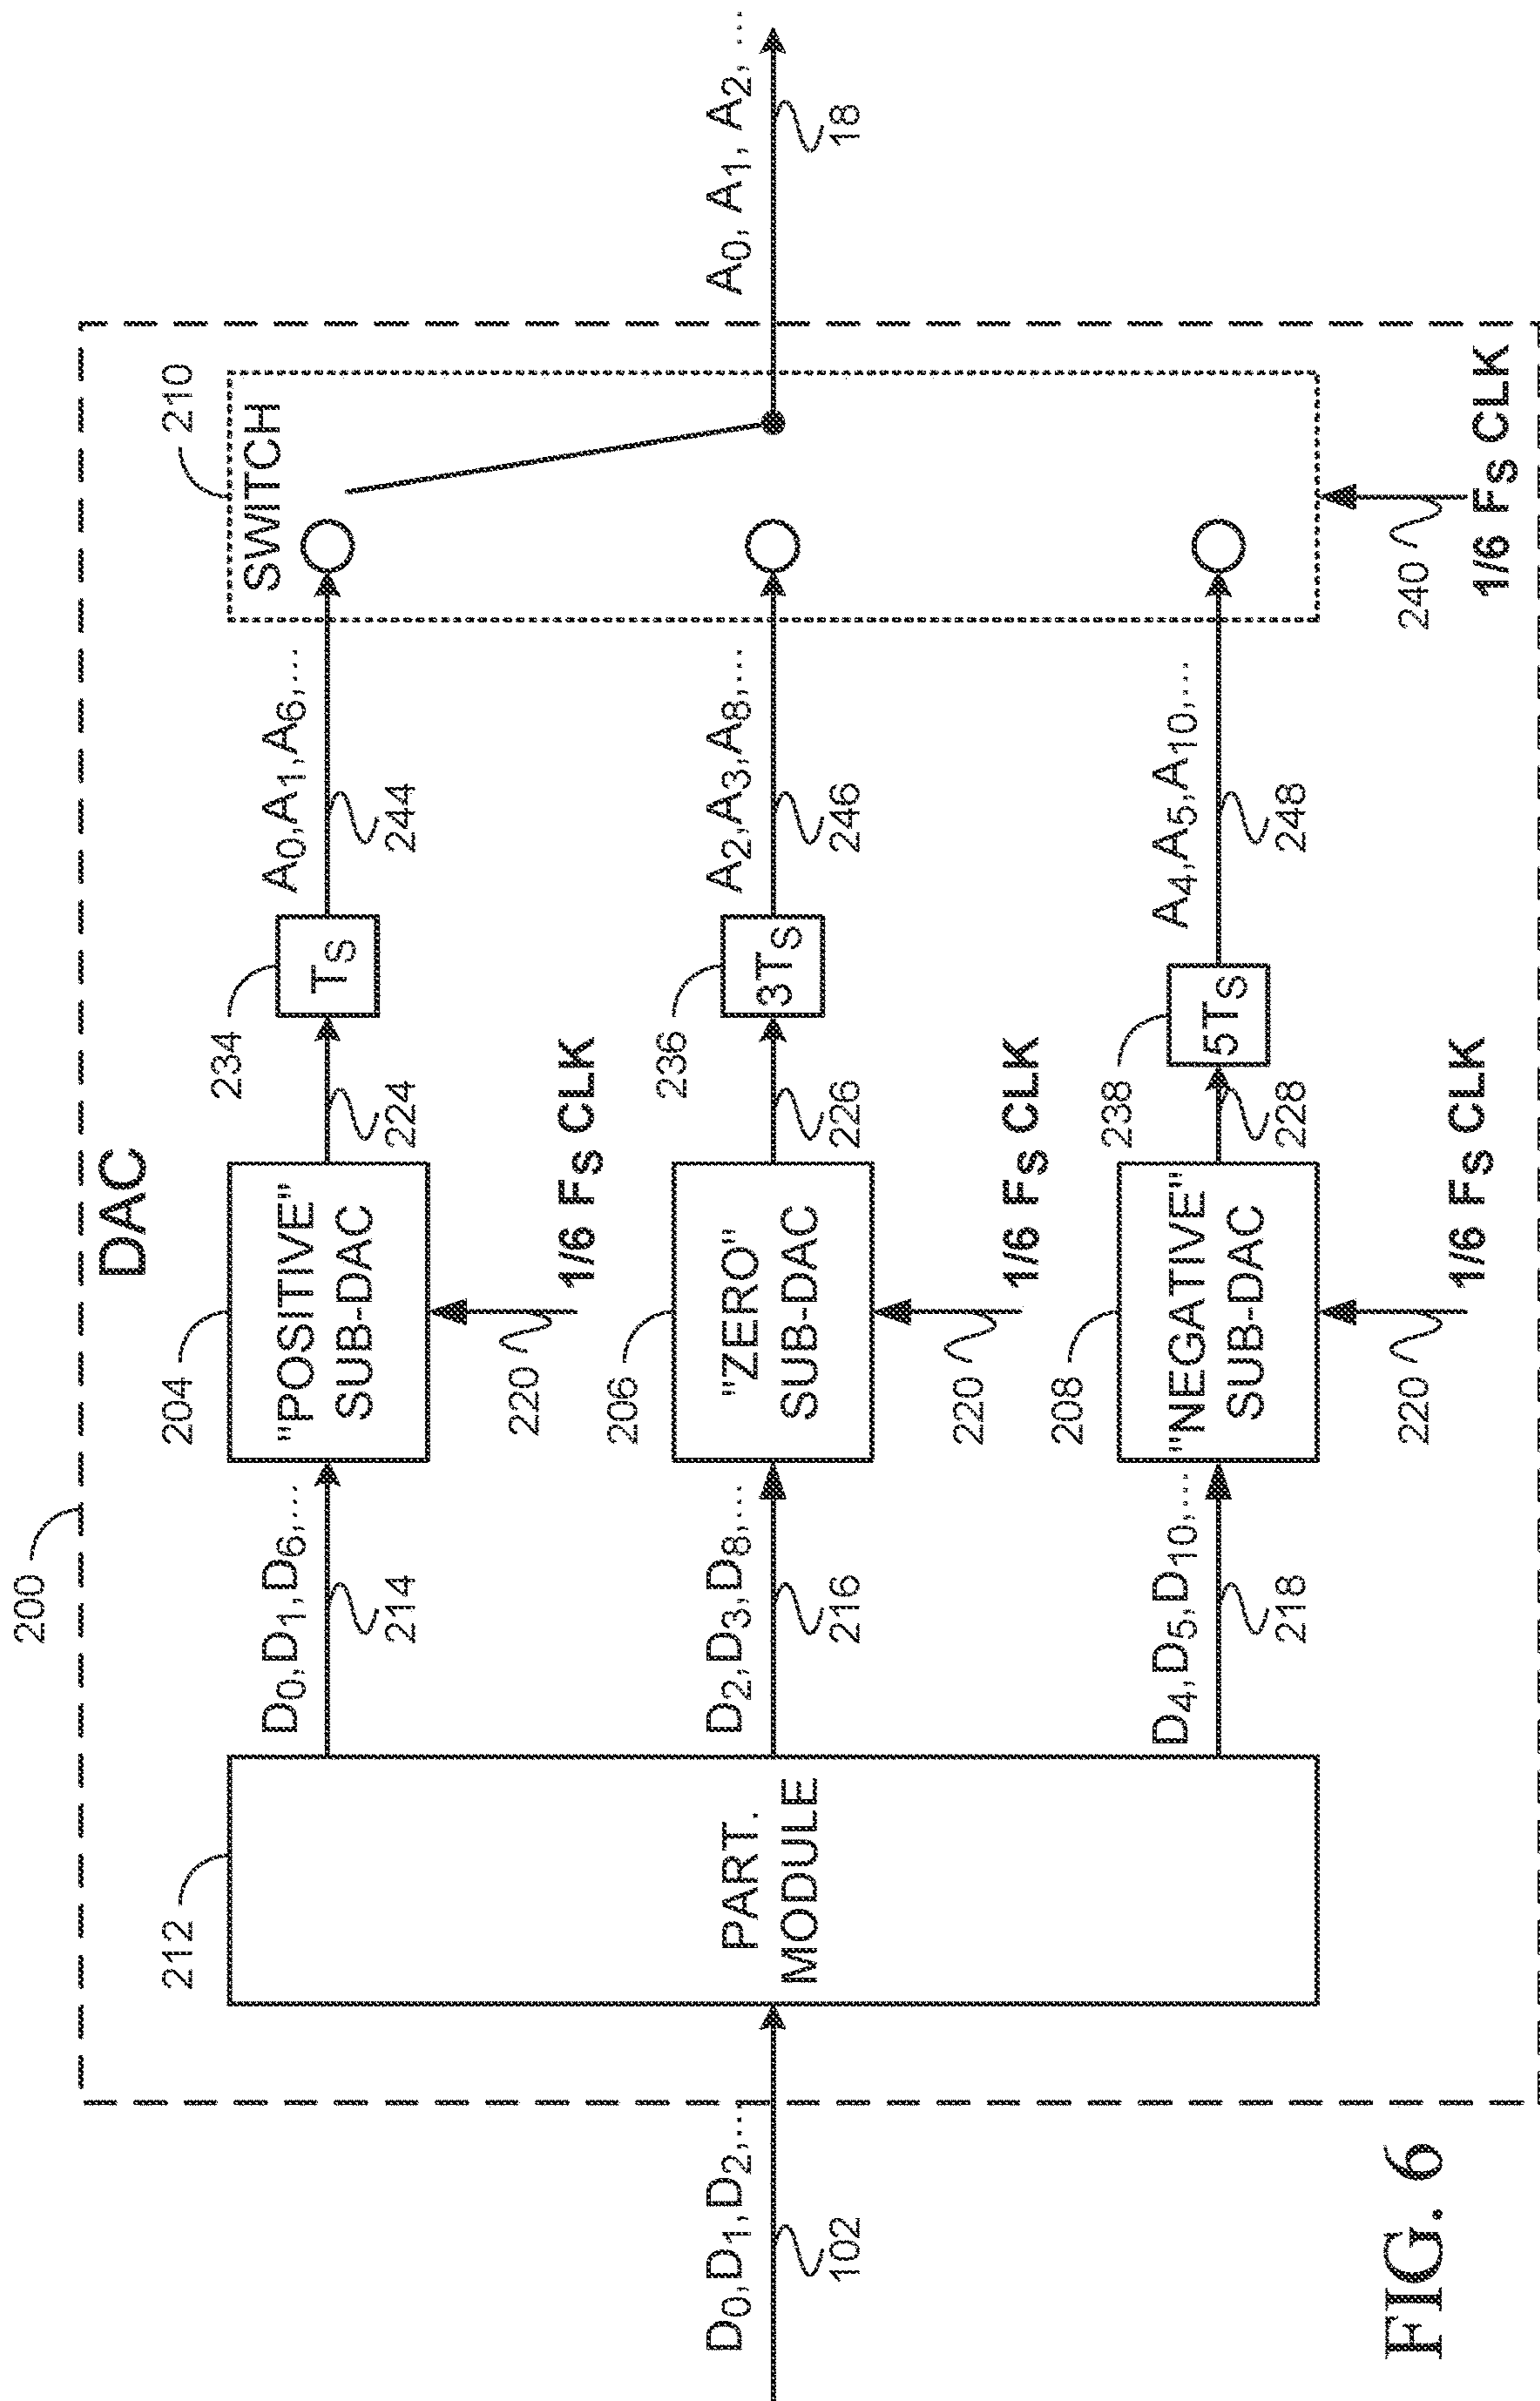 200
DAC
D0,D1,D2,...
102
212
PART.
MODULE
D0,D1,D6,...
214
204
"POSITIVE"
SUB-DAC
220
1/6 FS CLK
224
234
TS
A0,A1,A6,...
244
D2,D3,D8,...
216
206
"ZERO"
SUB-DAC
220
1/6 FS CLK
226
236
3TS
A2,A3,A8,...
246
D4,D5,D10,...
218
208
"NEGATIVE"
SUB-DAC
220
1/6 FS CLK
228
238
5TS
A4,A5,A10,...
248
210
SWITCH
240
1/6 FS CLK
A0, A1, A2, ...
18
FIG. 6